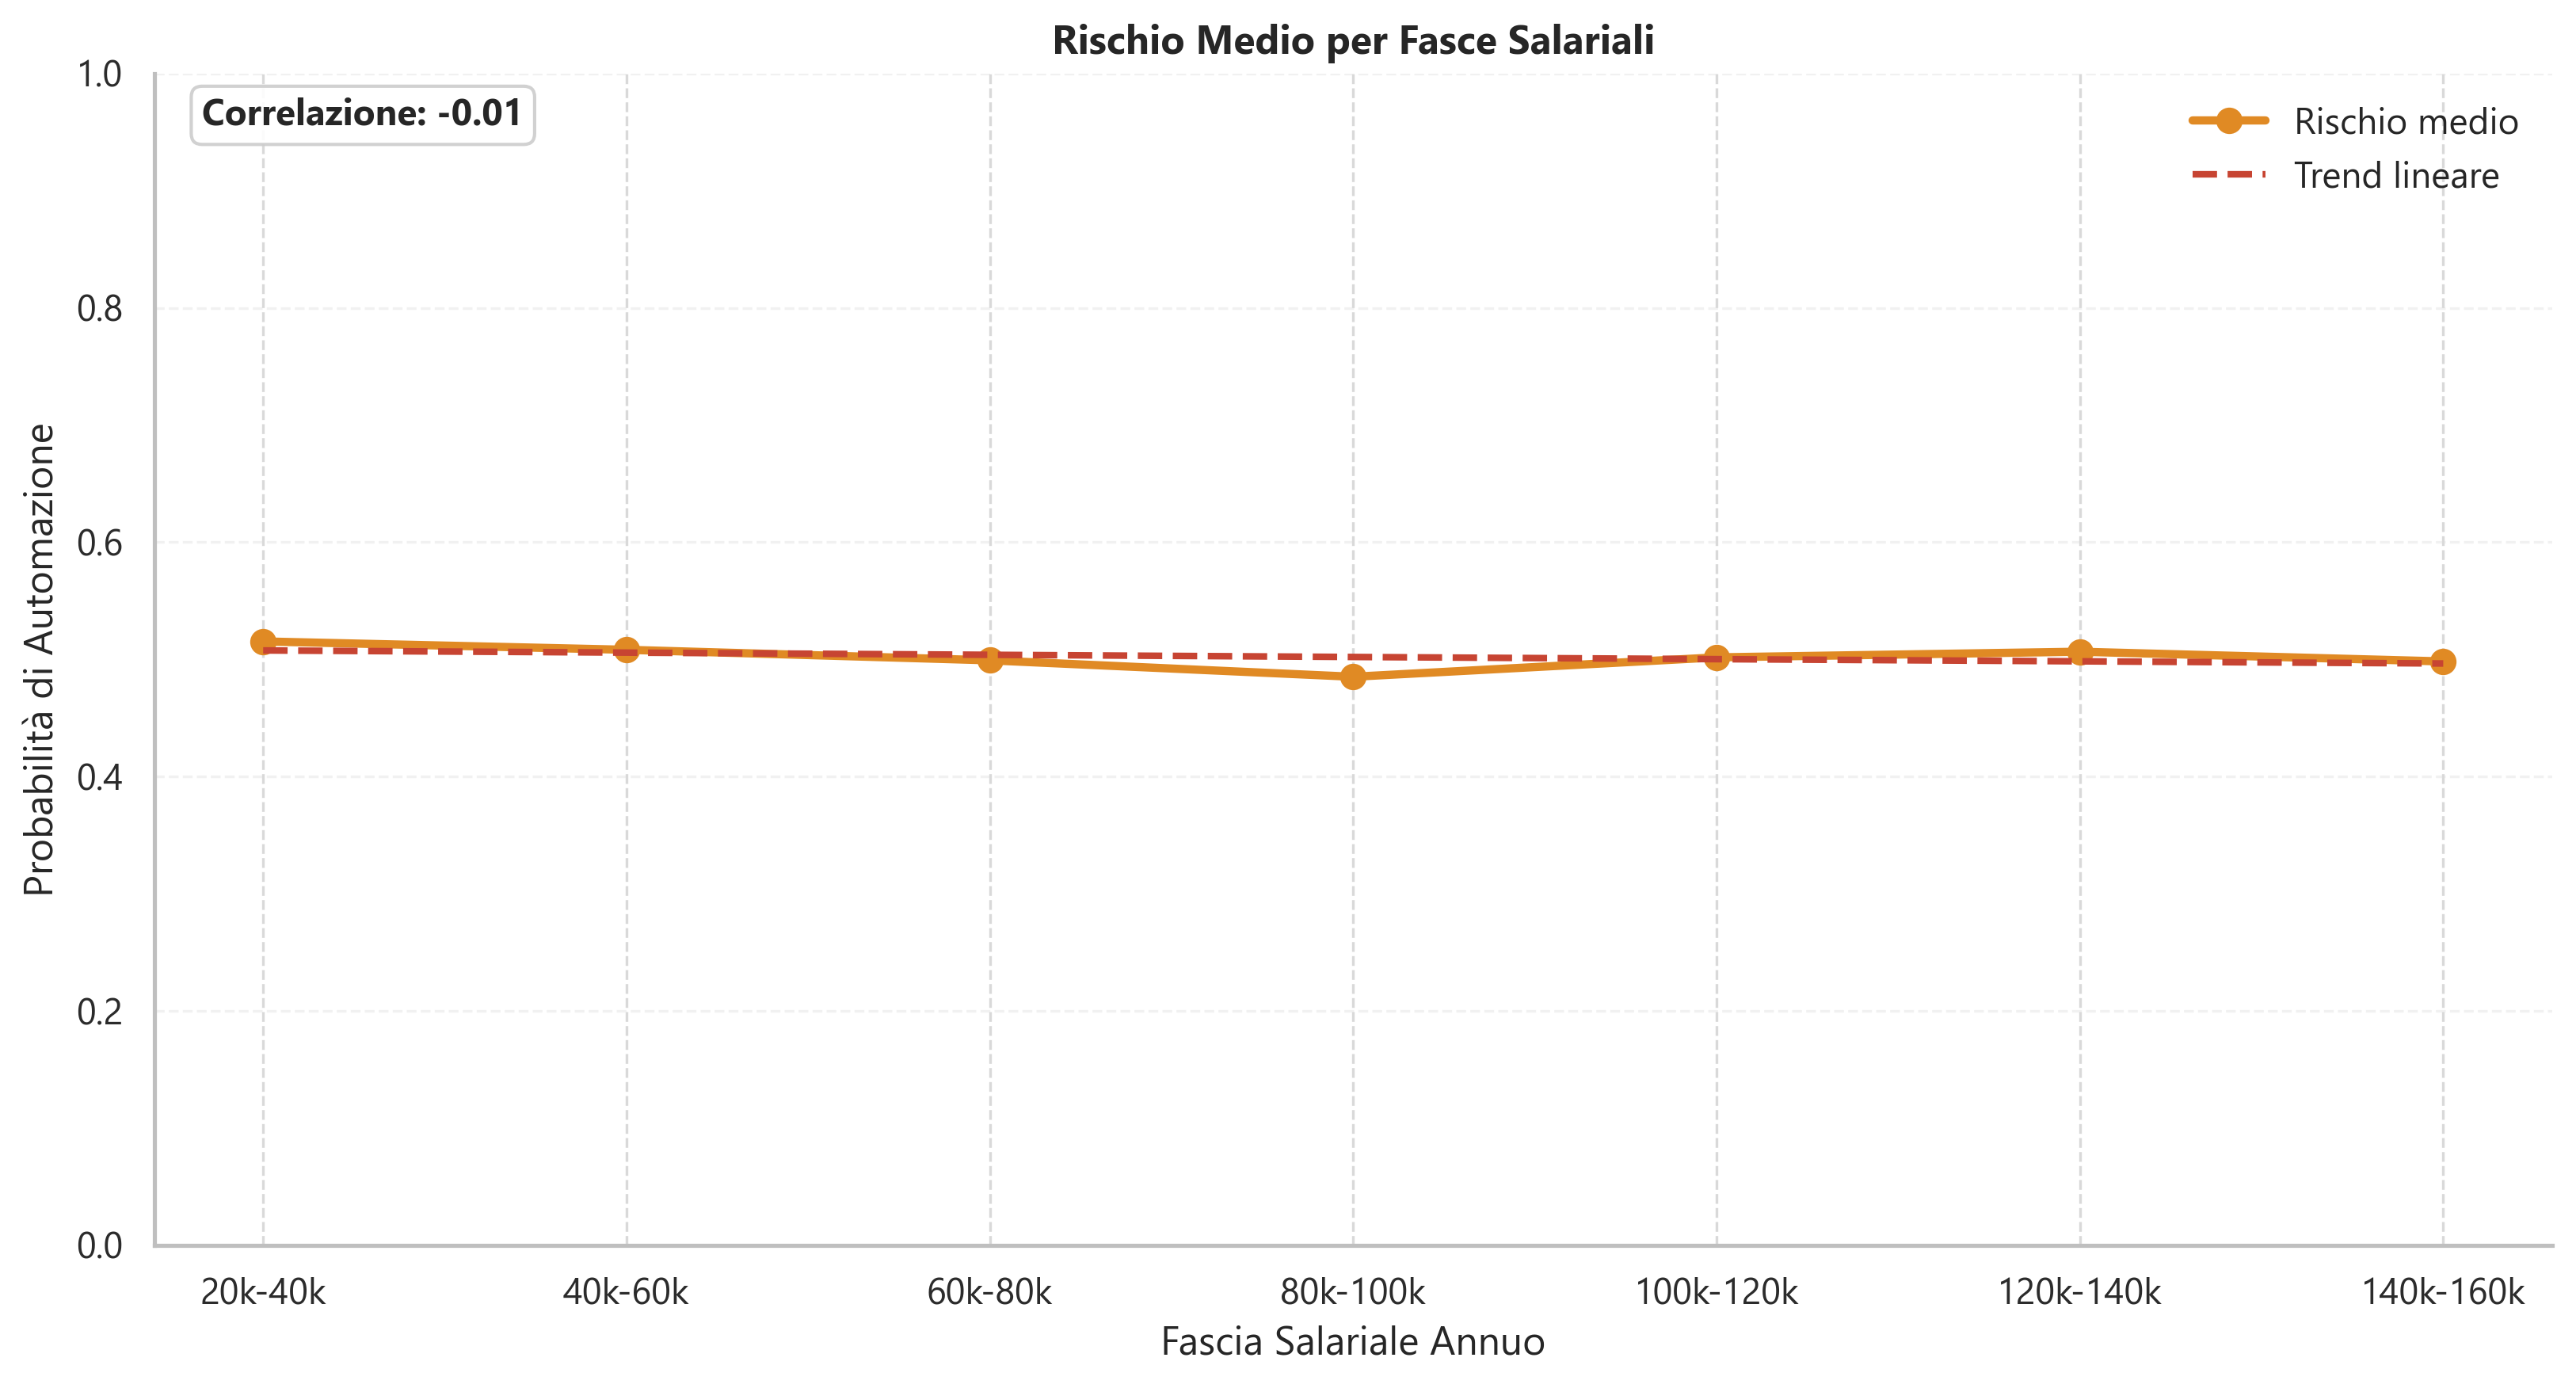 Rischio Medio per Fasce Salariali
Correlazione: -0.01
Rischio medio
Trend lineare
Probabilità di Automazione
1.0
0.8
0.6
0.4
0.2
0.0
20k-40k 40k-60k 60k-80k 80k-100k 100k-120k 120k-140k 140k-160k
Fascia Salariale Annuo